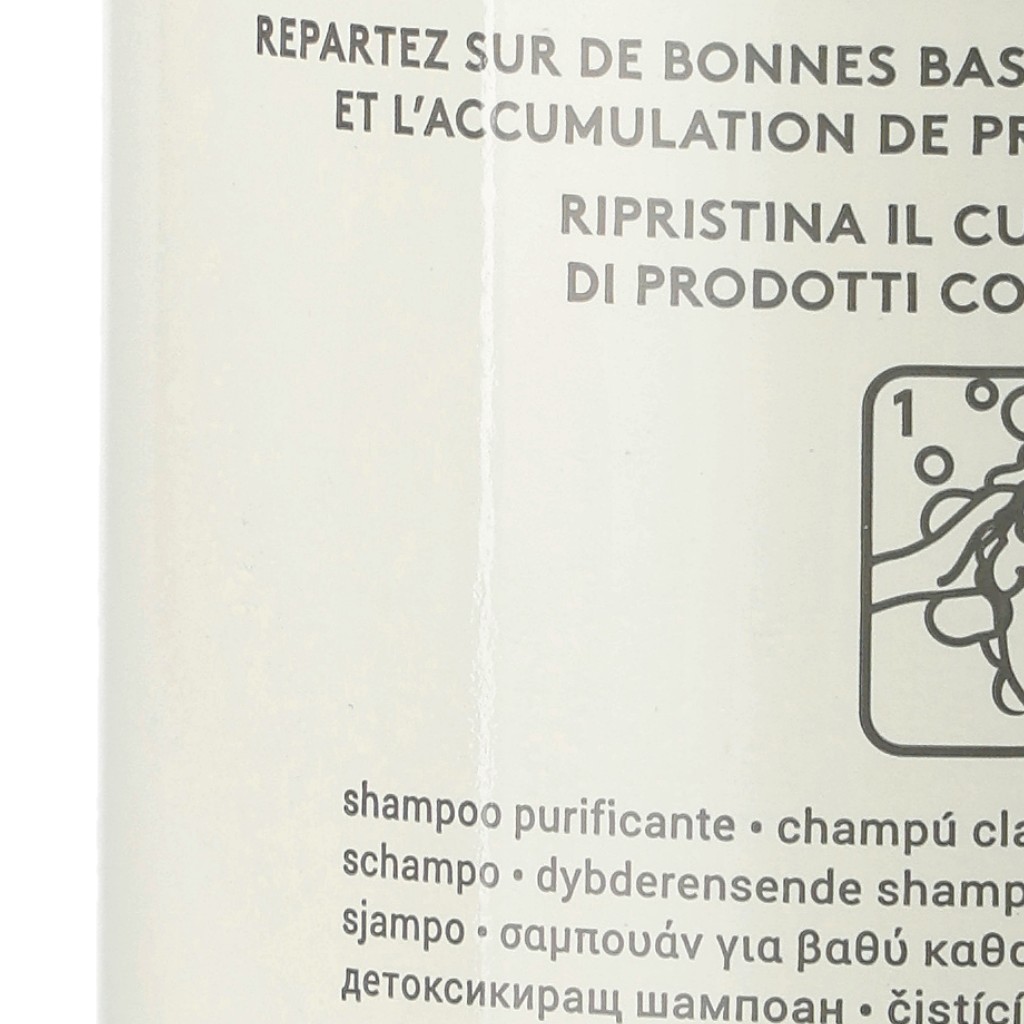 REPARTEZ SUR DE BONNES BAS
ET L'ACCUMULATION DE PR
RIPRISTINA IL CU
DI PRODOTTI CO
1
shampoo purificante • champú cla
schampo • dybderensende shamp
sjampo • σαμπουάν για βαθύ καθα
детоксикиращ шампоан • čistící